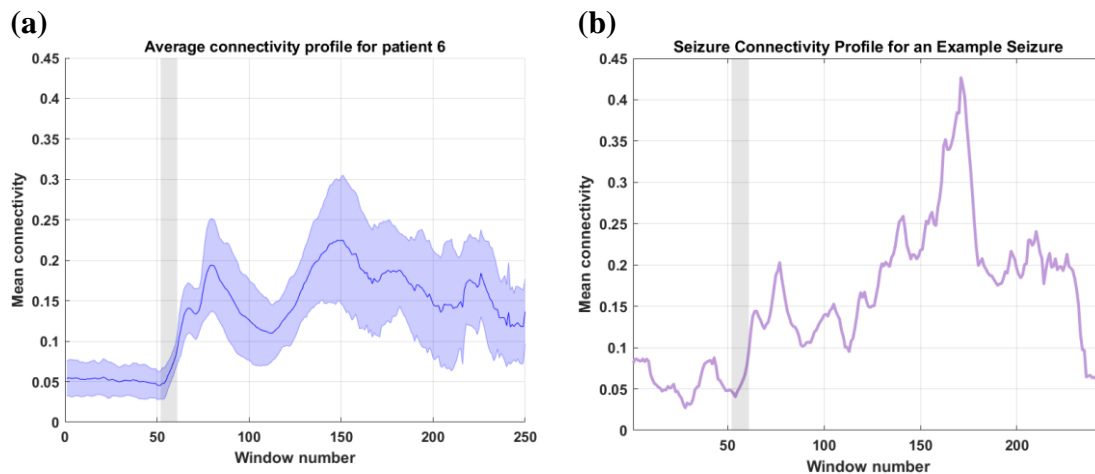 (a)
Average connectivity profile for patient 6
0.45
0.4
0.35
0.3
0.25
0.2
0.15
0.1
0.05
0
Mean connectivity
0 50 100 150 200 250
Window number
(b)
Seizure Connectivity Profile for an Example Seizure
0.45
0.4
0.35
0.3
0.25
0.2
0.15
0.1
0.05
0
Mean connectivity
50 100 150 200
Window number